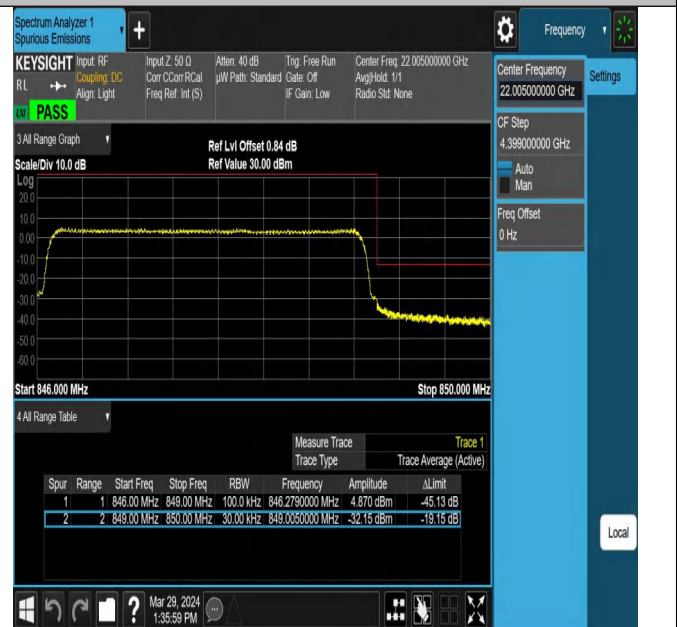 Spectrum Analyzer 1
Spurious Emissions
+
Frequency
KEYSIGHT Input: RF Input Z: 50 Ω Atten: 40 dB Trig: Free Run Center Freq: 22.005000000 GHz
RL Coupling: DC Corr CCorr RCal µW Path: Standard Gate: Off Avg|Hold: 1/1
Align: Light Freq Ref: Int (S) IF Gain: Low Radio Std: None
LXI PASS
Center Frequency
22.005000000 GHz
Settings
CF Step
4.399000000 GHz
Auto
Man
Freq Offset
0 Hz
3 All Range Graph
Ref Lvl Offset 0.84 dB
Scale/Div 10.0 dB Ref Value 30.00 dBm
Log
20.0
10.0
0.00
-10.0
-20.0
-30.0
-40.0
-50.0
-60.0
Start 846.000 MHz Stop 850.000 MHz
4 All Range Table
Measure Trace Trace 1
Trace Type Trace Average (Active)
Spur Range Start Freq Stop Freq RBW Frequency Amplitude ΔLimit
1 1 846.00 MHz 849.00 MHz 100.0 kHz 846.2790000 MHz 4.870 dBm -45.13 dB
2 2 849.00 MHz 850.00 MHz 30.00 kHz 849.0050000 MHz -32.15 dBm -19.15 dB
Local
? Mar 29, 2024
1:35:59 PM